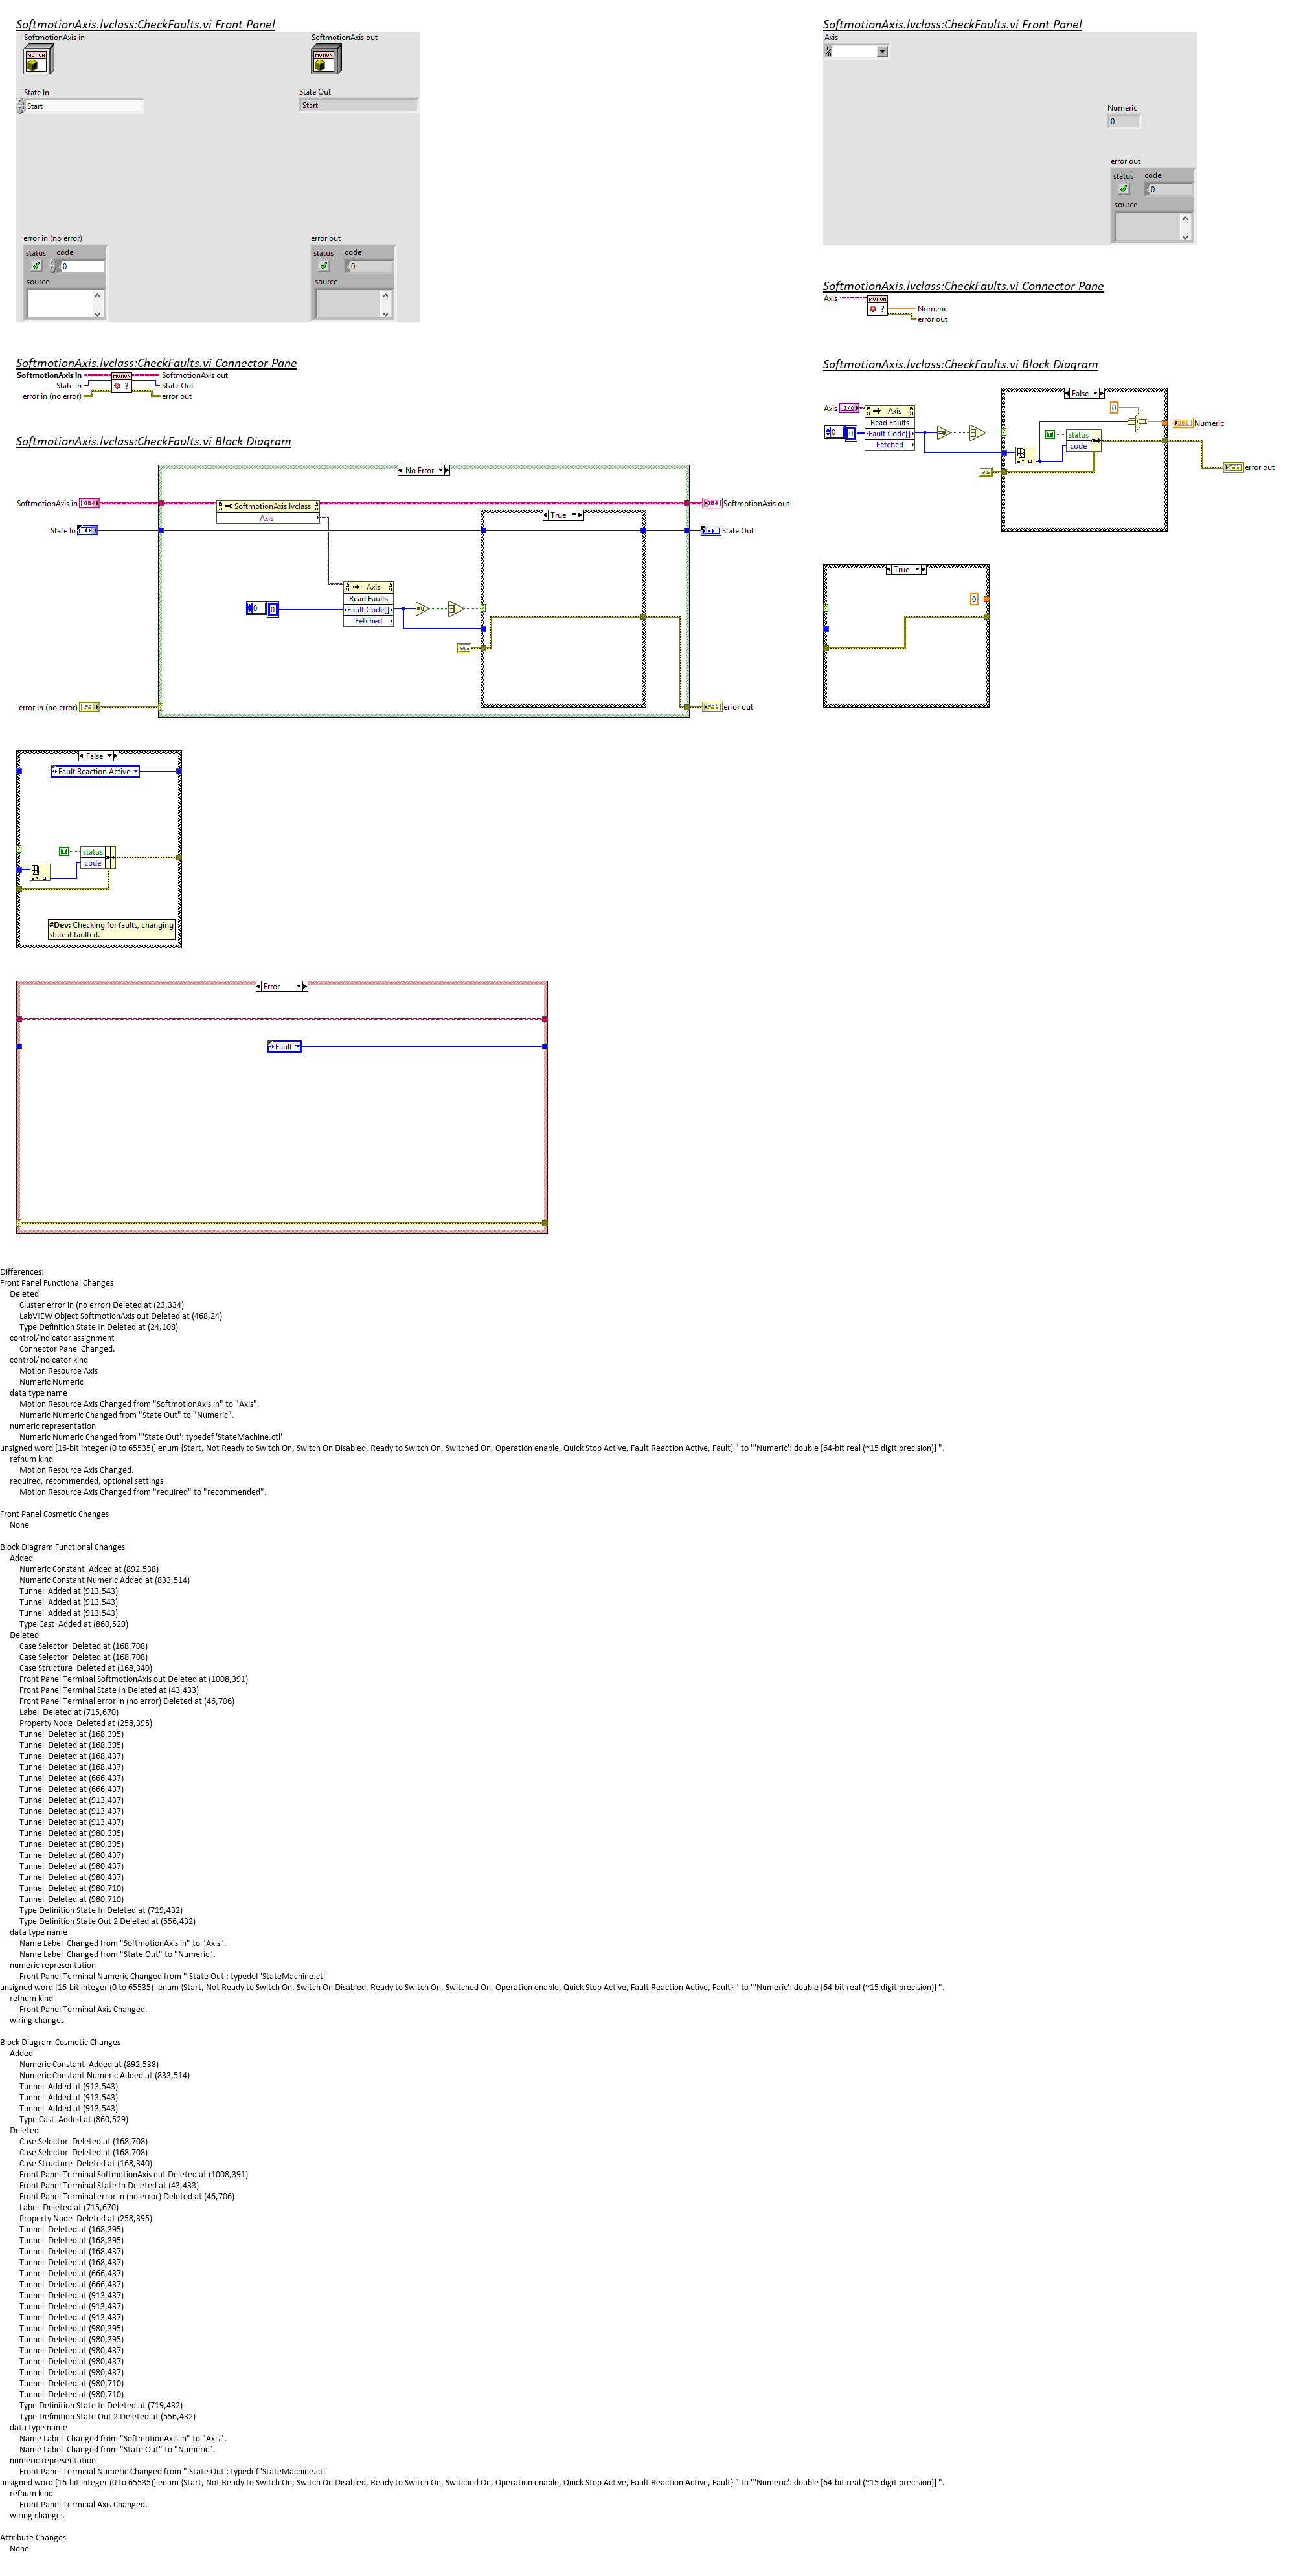 SoftmotionAxis.lvclass:CheckFaults.vi Front Panel
SoftmotionAxis in
SoftmotionAxis out
MOTION
MOTION
State In
Start
State Out
Start
error in (no error)
status code
0
source
error out
status code
0
source
SoftmotionAxis.lvclass:CheckFaults.vi Connector Pane
SoftmotionAxis in
State In
error in (no error)
MOTION
?
SoftmotionAxis out
State Out
error out
SoftmotionAxis.lvclass:CheckFaults.vi Block Diagram
No Error
SoftmotionAxis in
OBJ
SoftmotionAxis.lvclass
Axis
OBJ
SoftmotionAxis out
State In
True
State Out
Axis
Read Faults
0 0
Fault Code[]
=0
Fetched
error in (no error)
error out
False
Fault Reaction Active
status
code
#Dev: Checking for faults, changing
state if faulted.
Error
Fault
SoftmotionAxis.lvclass:CheckFaults.vi Front Panel
Axis
Numeric
0
error out
status code
0
source
SoftmotionAxis.lvclass:CheckFaults.vi Connector Pane
Axis
MOTION
?
Numeric
error out
SoftmotionAxis.lvclass:CheckFaults.vi Block Diagram
False
Axis
I/O
Axis
Read Faults
0 0
Fault Code[]
=0
Fetched
0
status
code
DBL
Numeric
error out
True
0
Differences:
Front Panel Functional Changes
Deleted
Cluster error in (no error) Deleted at (23,334)
LabVIEW Object SoftmotionAxis out Deleted at (468,24)
Type Definition State In Deleted at (24,108)
control/indicator assignment
Connector Pane  Changed.
control/indicator kind
Motion Resource Axis
Numeric Numeric
data type name
Motion Resource Axis Changed from "SoftmotionAxis in" to "Axis".
Numeric Numeric Changed from "State Out" to "Numeric".
numeric representation
Numeric Numeric Changed from "'State Out': typedef 'StateMachine.ctl'
unsigned word [16-bit integer (0 to 65535)] enum {Start, Not Ready to Switch On, Switch On Disabled, Ready to Switch On, Switched On, Operation enable, Quick Stop Active, Fault Reaction Active, Fault} " to "'Numeric': double [64-bit real (~15 digit precision)] ".
refnum kind
Motion Resource Axis Changed.
required, recommended, optional settings
Motion Resource Axis Changed from "required" to "recommended".
Front Panel Cosmetic Changes
None
Block Diagram Functional Changes
Added
Numeric Constant  Added at (892,538)
Numeric Constant Numeric Added at (833,514)
Tunnel  Added at (913,543)
Tunnel  Added at (913,543)
Tunnel  Added at (913,543)
Type Cast  Added at (860,529)
Deleted
Case Selector  Deleted at (168,708)
Case Selector  Deleted at (168,708)
Case Structure  Deleted at (168,340)
Front Panel Terminal SoftmotionAxis out Deleted at (1008,391)
Front Panel Terminal State In Deleted at (43,433)
Front Panel Terminal error in (no error) Deleted at (46,706)
Label  Deleted at (715,670)
Property Node  Deleted at (258,395)
Tunnel  Deleted at (168,395)
Tunnel  Deleted at (168,395)
Tunnel  Deleted at (168,437)
Tunnel  Deleted at (168,437)
Tunnel  Deleted at (666,437)
Tunnel  Deleted at (666,437)
Tunnel  Deleted at (913,437)
Tunnel  Deleted at (913,437)
Tunnel  Deleted at (913,437)
Tunnel  Deleted at (980,395)
Tunnel  Deleted at (980,395)
Tunnel  Deleted at (980,437)
Tunnel  Deleted at (980,437)
Tunnel  Deleted at (980,437)
Tunnel  Deleted at (980,710)
Tunnel  Deleted at (980,710)
Type Definition State In Deleted at (719,432)
Type Definition State Out 2 Deleted at (556,432)
data type name
Name Label  Changed from "SoftmotionAxis in" to "Axis".
Name Label  Changed from "State Out" to "Numeric".
numeric representation
Front Panel Terminal Numeric Changed from "'State Out': typedef 'StateMachine.ctl'
unsigned word [16-bit integer (0 to 65535)] enum {Start, Not Ready to Switch On, Switch On Disabled, Ready to Switch On, Switched On, Operation enable, Quick Stop Active, Fault Reaction Active, Fault} " to "'Numeric': double [64-bit real (~15 digit precision)] ".
refnum kind
Front Panel Terminal Axis Changed.
wiring changes
Block Diagram Cosmetic Changes
Added
Numeric Constant  Added at (892,538)
Numeric Constant Numeric Added at (833,514)
Tunnel  Added at (913,543)
Tunnel  Added at (913,543)
Tunnel  Added at (913,543)
Type Cast  Added at (860,529)
Deleted
Case Selector  Deleted at (168,708)
Case Selector  Deleted at (168,708)
Case Structure  Deleted at (168,340)
Front Panel Terminal SoftmotionAxis out Deleted at (1008,391)
Front Panel Terminal State In Deleted at (43,433)
Front Panel Terminal error in (no error) Deleted at (46,706)
Label  Deleted at (715,670)
Property Node  Deleted at (258,395)
Tunnel  Deleted at (168,395)
Tunnel  Deleted at (168,395)
Tunnel  Deleted at (168,437)
Tunnel  Deleted at (168,437)
Tunnel  Deleted at (666,437)
Tunnel  Deleted at (666,437)
Tunnel  Deleted at (913,437)
Tunnel  Deleted at (913,437)
Tunnel  Deleted at (913,437)
Tunnel  Deleted at (980,395)
Tunnel  Deleted at (980,395)
Tunnel  Deleted at (980,437)
Tunnel  Deleted at (980,437)
Tunnel  Deleted at (980,437)
Tunnel  Deleted at (980,710)
Tunnel  Deleted at (980,710)
Type Definition State In Deleted at (719,432)
Type Definition State Out 2 Deleted at (556,432)
data type name
Name Label  Changed from "SoftmotionAxis in" to "Axis".
Name Label  Changed from "State Out" to "Numeric".
numeric representation
Front Panel Terminal Numeric Changed from "'State Out': typedef 'StateMachine.ctl'
unsigned word [16-bit integer (0 to 65535)] enum {Start, Not Ready to Switch On, Switch On Disabled, Ready to Switch On, Switched On, Operation enable, Quick Stop Active, Fault Reaction Active, Fault} " to "'Numeric': double [64-bit real (~15 digit precision)] ".
refnum kind
Front Panel Terminal Axis Changed.
wiring changes
Attribute Changes
None